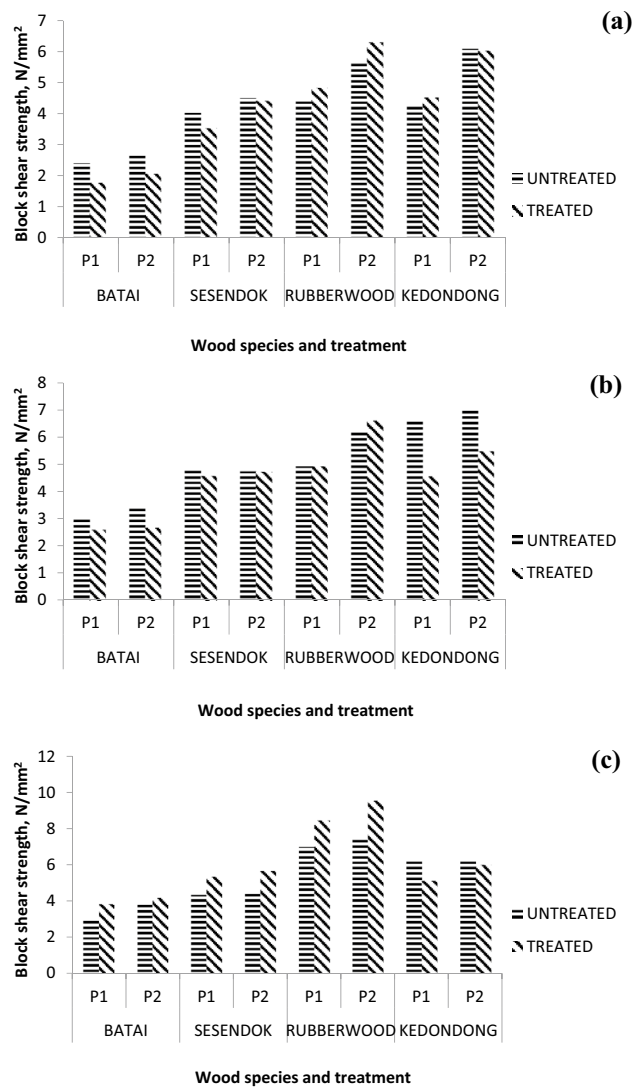 (a)
Block shear strength, N/mm²
7
6
5
4
3
2
1
0
P1 P2 P1 P2 P1 P2 P1 P2
BATAI SESENDOK RUBBERWOOD KEDONDONG
Wood species and treatment
UNTREATED
TREATED
(b)
Block shear strength, N/mm²
8
7
6
5
4
3
2
1
0
P1 P2 P1 P2 P1 P2 P1 P2
BATAI SESENDOK RUBBERWOOD KEDONDONG
Wood species and treatment
UNTREATED
TREATED
(c)
Block shear strength, N/mm²
12
10
8
6
4
2
0
P1 P2 P1 P2 P1 P2 P1 P2
BATAI SESENDOK RUBBERWOOD KEDONDONG
Wood species and treatment
UNTREATED
TREATED